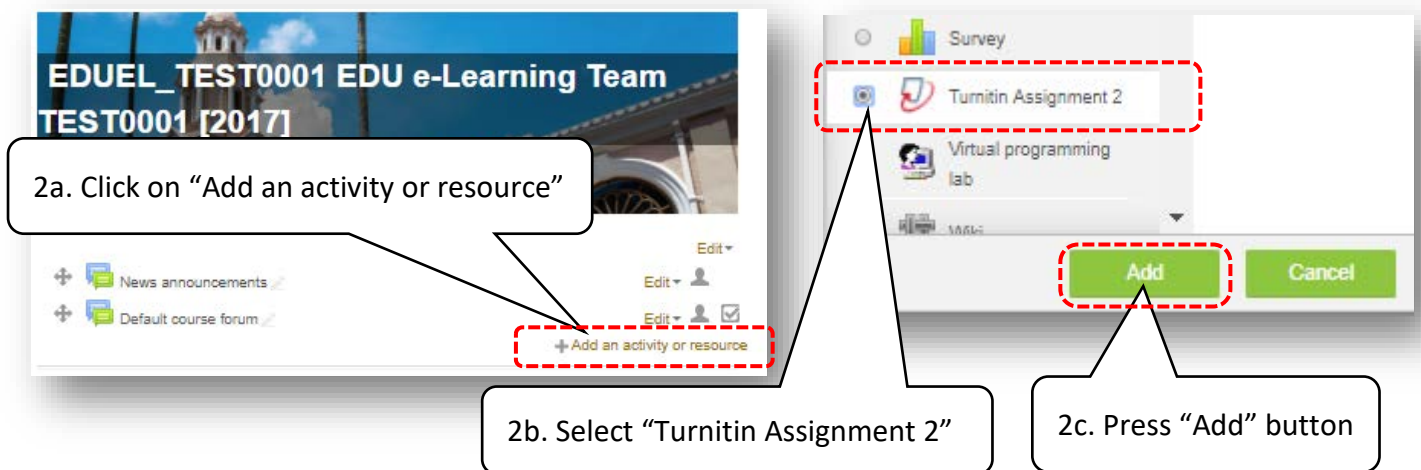 EDUEL_TEST0001 EDU e-Learning Team
TEST0001 [2017]
2a. Click on “Add an activity or resource”
Edit
News announcements
Edit
Default course forum
Edit
Add an activity or resource
Survey
Turnitin Assignment 2
Virtual programming
lab
Wiki
Add
Cancel
2b. Select “Turnitin Assignment 2”
2c. Press “Add” button